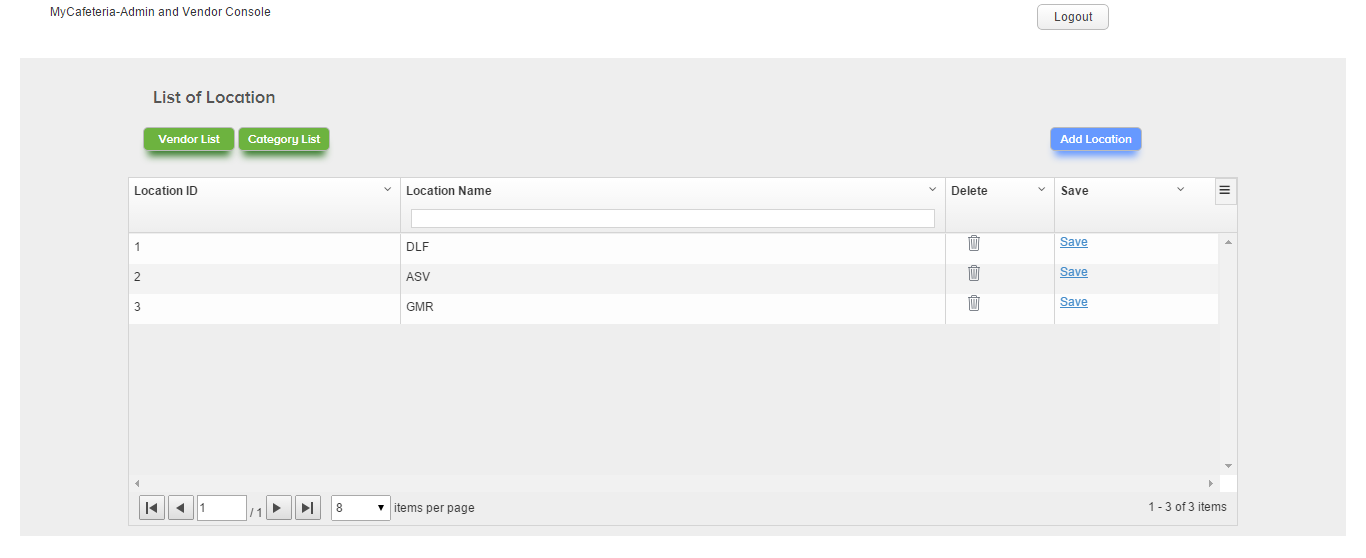 MyCafeteria-Admin and Vendor Console
Logout
List of Location
Vendor List Category List Add Location
Location ID Location Name Delete Save
1 DLF Save
2 ASV Save
3 GMR Save
1 / 1 8 items per page 1 - 3 of 3 items